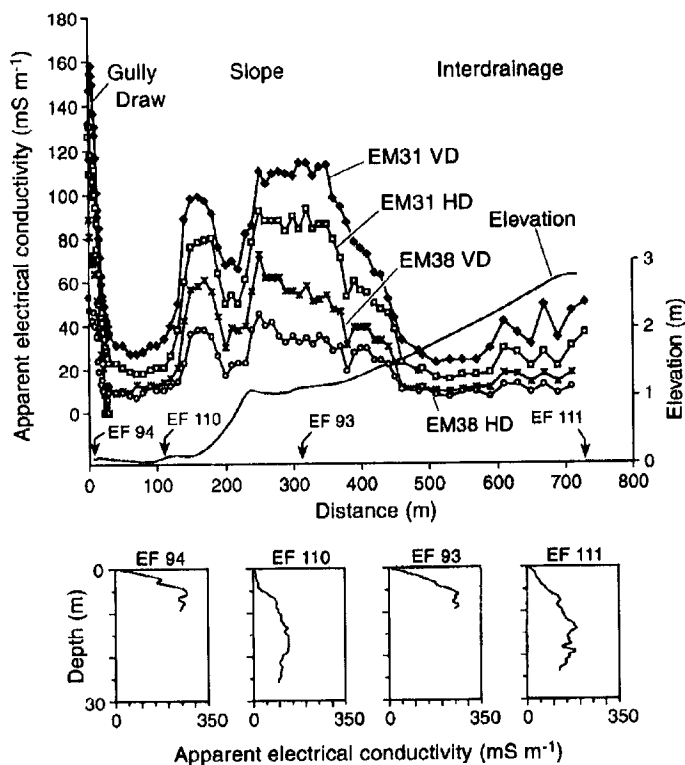 180
160
140
120
100
80
60
40
20
0
Apparent electrical conductivity (mS m⁻¹)
Gully
Draw
Slope
Interdrainage
EM31 VD
EM31 HD
EM38 VD
EM38 HD
Elevation
3
2
1
0
Elevation (m)
EF 94
EF 110
EF 93
EF 111
0 100 200 300 400 500 600 700 800
Distance (m)
EF 94
EF 110
EF 93
EF 111
0
Depth (m)
30
0 350
0 350
0 350
0 350
Apparent electrical conductivity (mS m⁻¹)